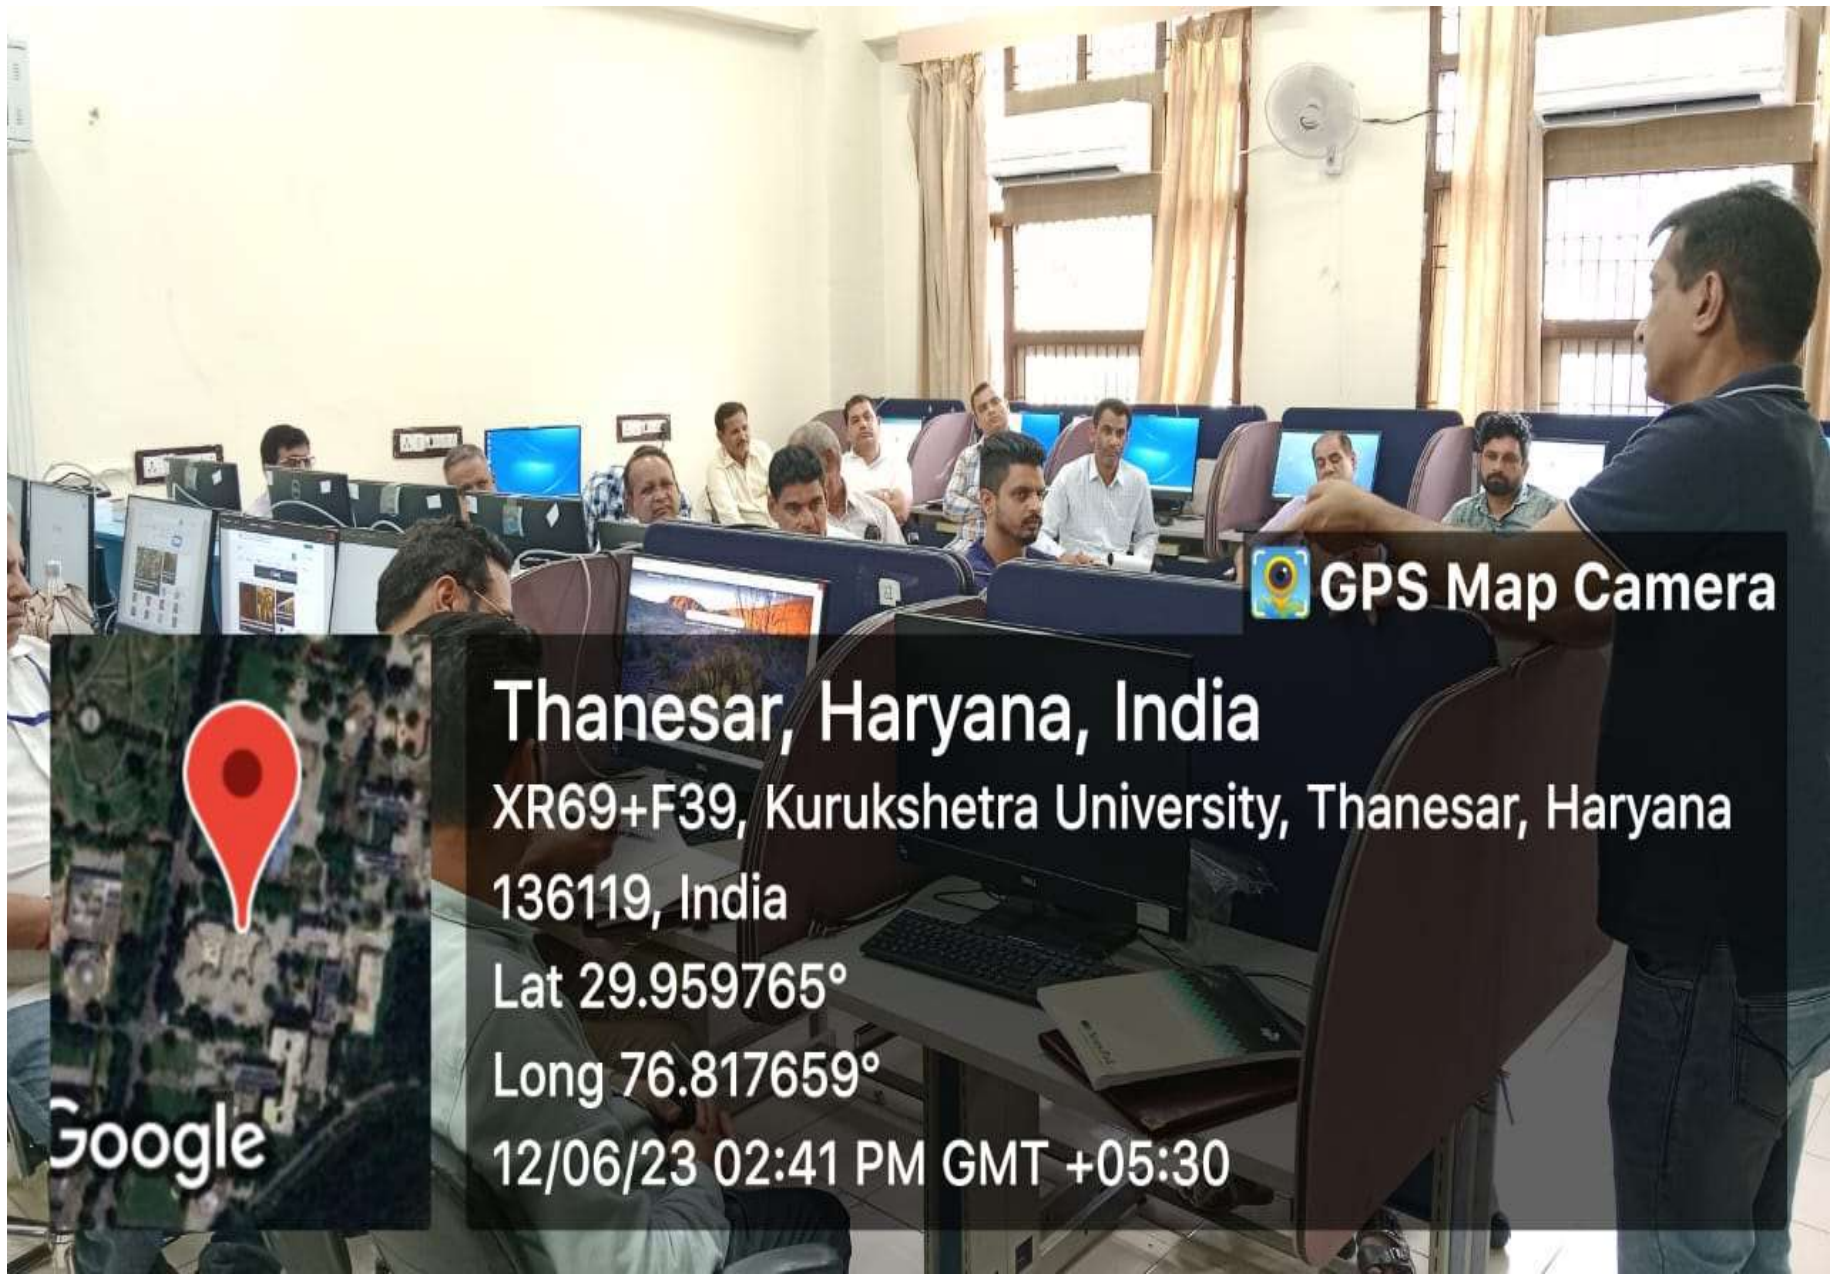 GPS Map Camera
Thanesar, Haryana, India
XR69+F39, Kurukshetra University, Thanesar, Haryana
136119, India
Lat 29.959765°
Long 76.817659°
12/06/23 02:41 PM GMT +05:30
Google